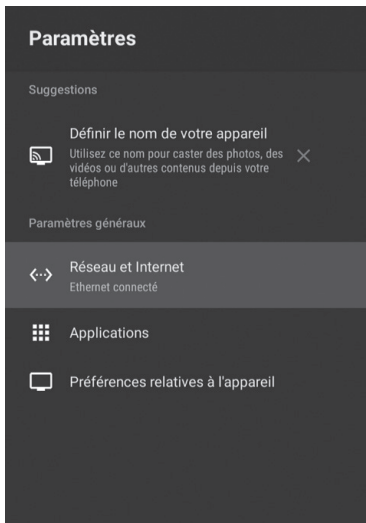 Paramètres
Suggestions
Définir le nom de votre appareil
Utilisez ce nom pour caster des photos, des
vidéos ou d'autres contenus depuis votre
téléphone
Paramètres généraux
Réseau et Internet
Ethernet connecté
Applications
Préférences relatives à l'appareil